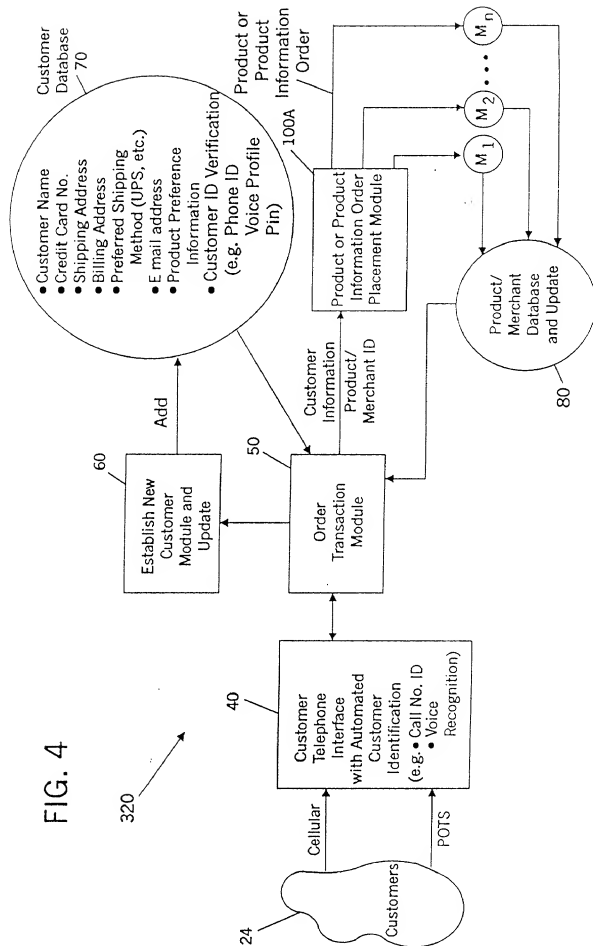 FIG. 4
320
24
Customers
Cellular
POTS
40
Customer
Telephone
Interface
with Automated
Customer
Identification
(e.g. • Call No. ID
• Voice
Recognition)
60
Establish New
Customer
Module and
Update
Add
50
Order
Transaction
Module
Customer
Database
70
• Customer Name
• Credit Card No.
• Shipping Address
• Billing Address
• Preferred Shipping
Method (UPS, etc.)
• E mail address
• Product Preference
Information
• Customer ID Verification
(e.g. Phone ID
Voice Profile
Pin)
Customer
Information
Product/
Merchant ID
100A
Product or Product
Information Order
Placement Module
Product or
Product
Information
Order
M1
M2
Mn
Product/
Merchant
Database
and Update
80